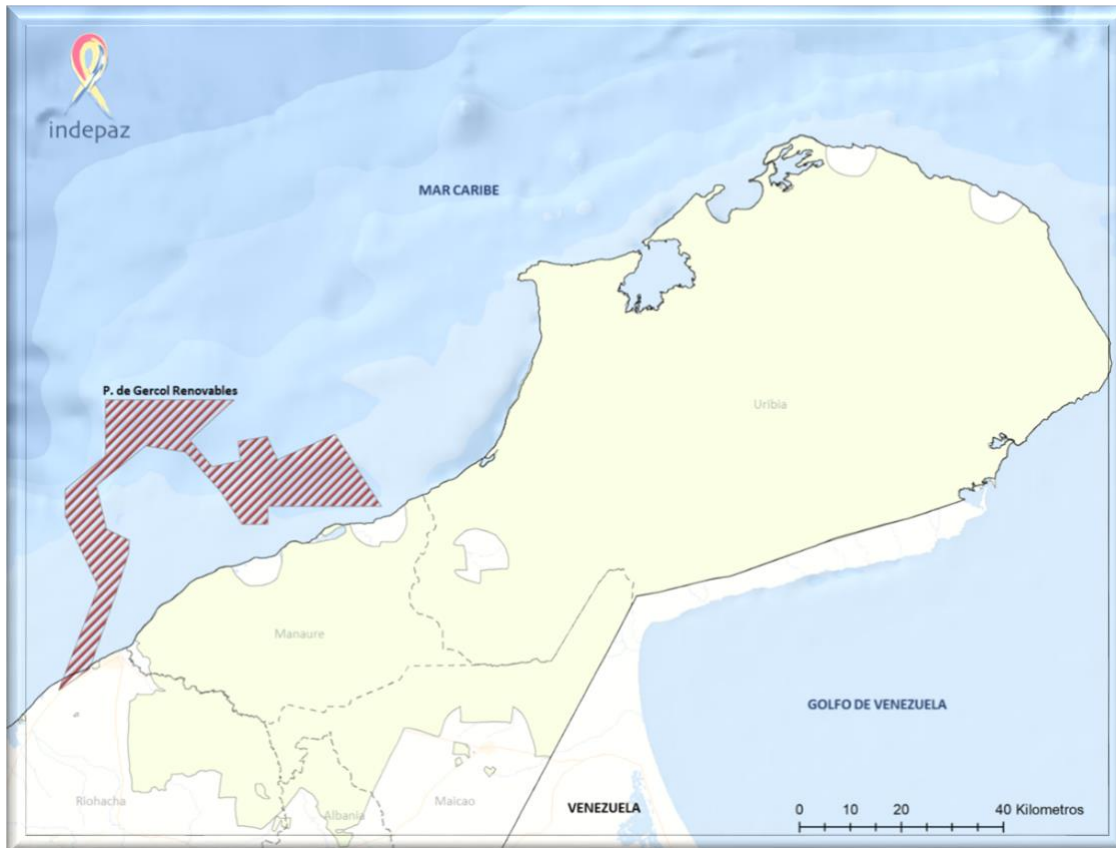 indepaz
MAR CARIBE
P. de Gercol Renovables
Uribia
Manaure
GOLFO DE VENEZUELA
Riohacha
Albania
Maicao
VENEZUELA
0 10 20 40 Kilometros